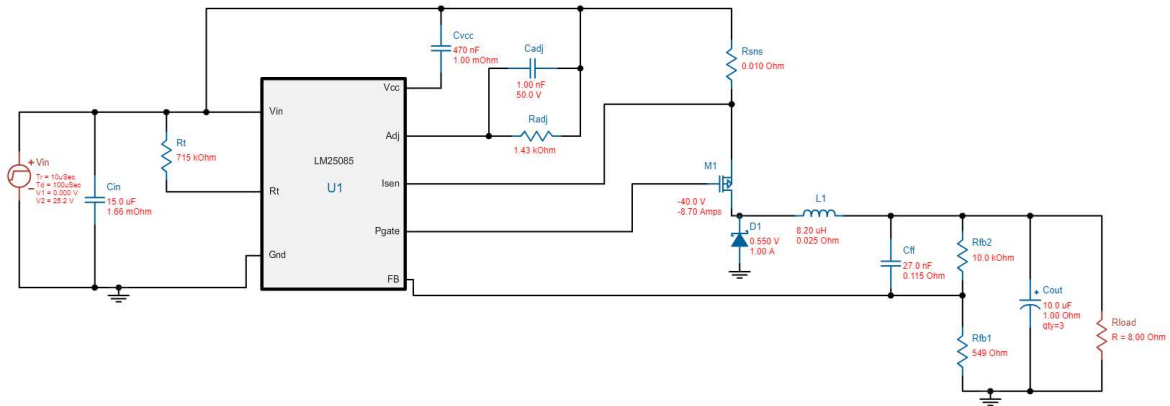 Cvcc
470 nF
1.00 mOhm
Cadj
1.00 nF
50.0 V
Rsns
0.010 Ohm
Vcc
Vin
Adj
Radj
1.43 kOhm
Rt
715 kOhm
LM25085
U1
+ Vin
Tr = 10uSec
Td = 100uSec
V1 = 0.000 V
V2 = 25.2 V
Cin
15.0 uF
1.66 mOhm
Rt
Isen
M1
-40.0 V
-8.70 Amps
L1
8.20 uH
0.025 Ohm
Pgate
D1
0.550 V
1.00 A
Gnd
FB
Cff
27.0 nF
0.115 Ohm
Rfb2
10.0 kOhm
Cout
+
10.0 uF
1.00 Ohm
qty=3
Rload
R = 8.00 Ohm
Rfb1
549 Ohm